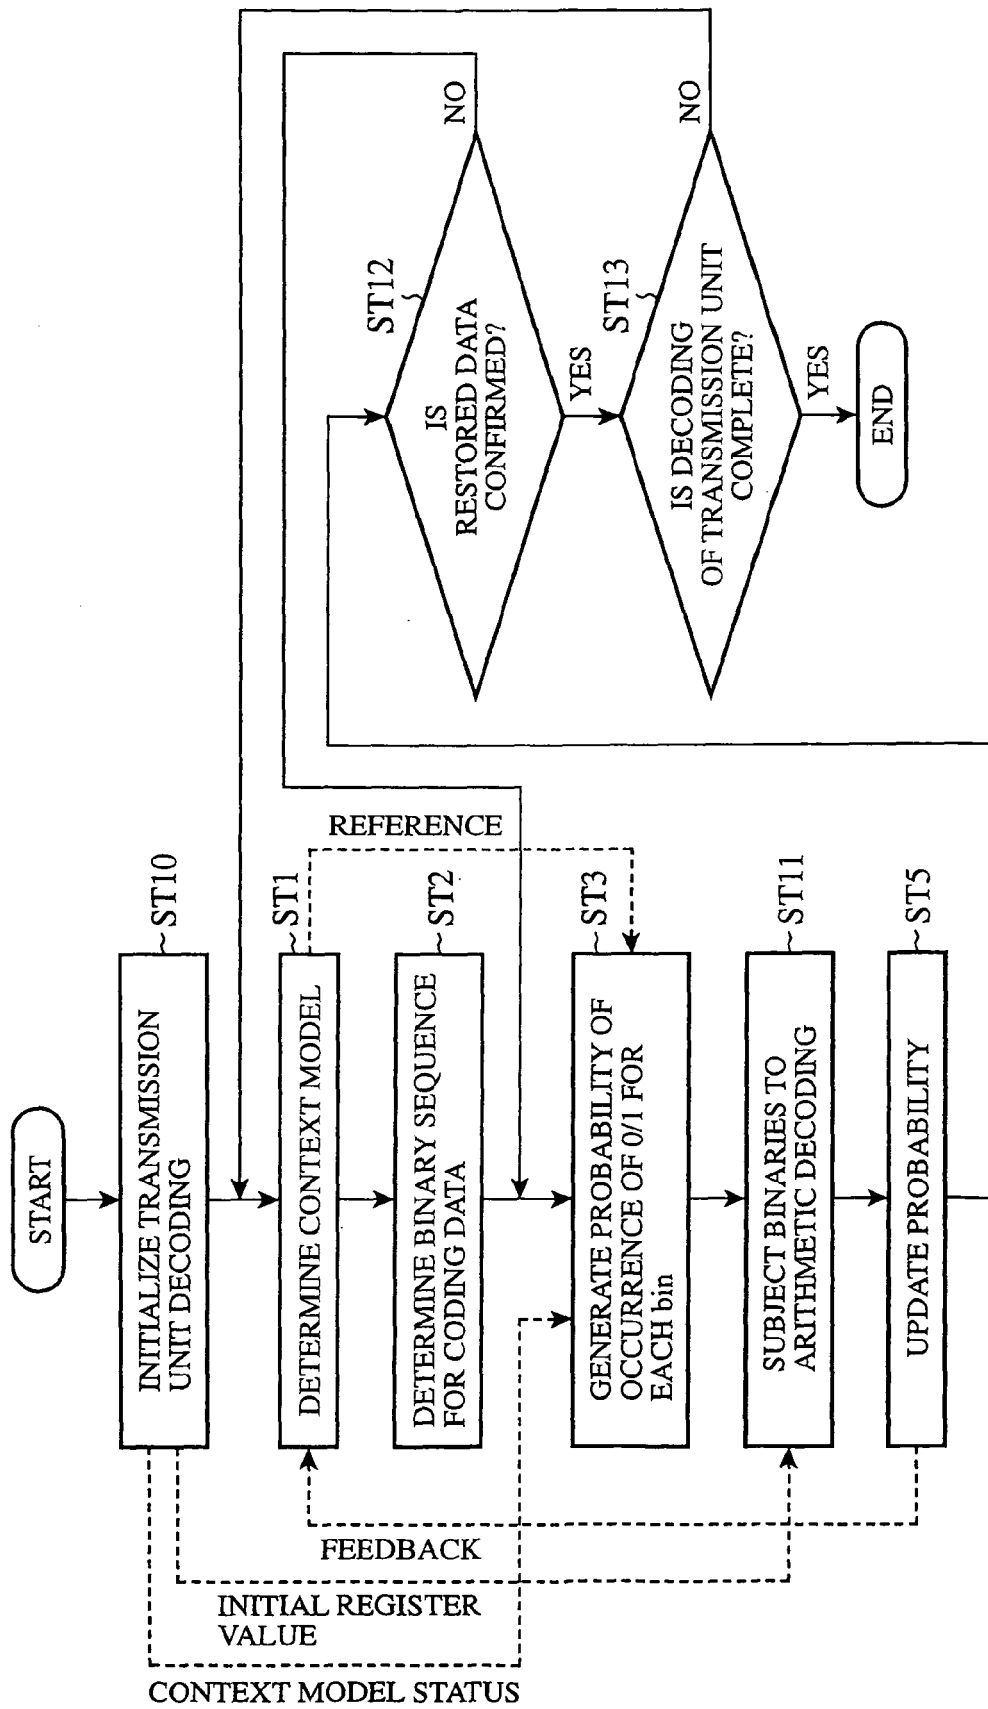 START
INITIALIZE TRANSMISSION
UNIT DECODING
ST10
DETERMINE CONTEXT MODEL
ST1
REFERENCE
DETERMINE BINARY SEQUENCE
FOR CODING DATA
ST2
GENERATE PROBABILITY OF
OCCURRENCE OF 0/1 FOR
EACH bin
ST3
SUBJECT BINARIES TO
ARITHMETIC DECODING
ST11
UPDATE PROBABILITY
ST5
FEEDBACK
INITIAL REGISTER
VALUE
CONTEXT MODEL STATUS
IS
RESTORED DATA
CONFIRMED?
ST12
NO
YES
IS DECODING
OF TRANSMISSION UNIT
COMPLETE?
ST13
NO
YES
END